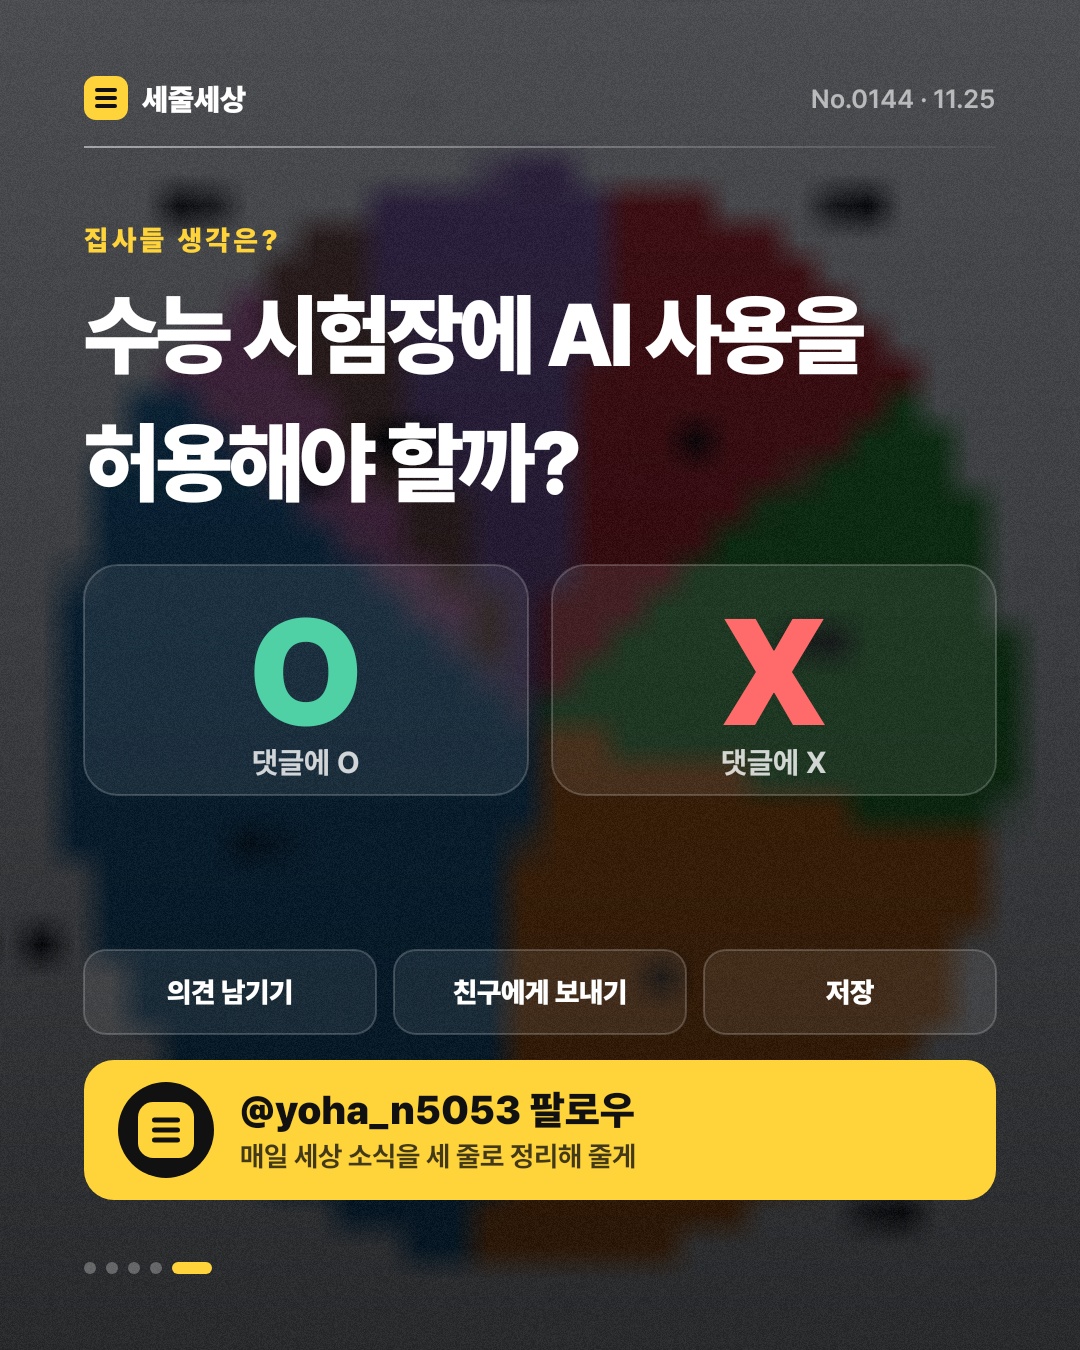 세줄세상
No.0144 · 11.25
집사들 생각은?
수능 시험장에 AI 사용을
허용해야 할까?
O
댓글에 O
X
댓글에 X
의견 남기기
친구에게 보내기
저장
@yoha_n5053 팔로우
매일 세상 소식을 세 줄로 정리해 줄게